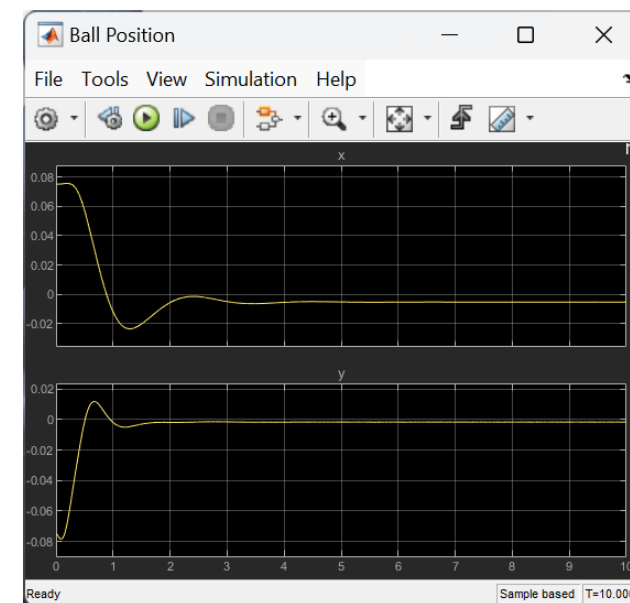 Ball Position
File Tools View Simulation Help
x
0.08
0.06
0.04
0.02
0
-0.02
y
0.02
0
-0.02
-0.04
-0.06
-0.08
0 1 2 3 4 5 6 7 8 9 10
Ready Sample based T=10.000